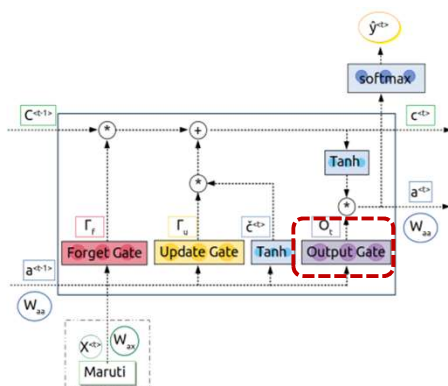 ŷ<t>
softmax
C<t-1>
c<t>
*
+
Tanh
*
*
a<t>
Γf
Γu
č<t>
Ot
Waa
Forget Gate
Update Gate
Tanh
Output Gate
a<t-1>
Waa
X<t>
Wax
Maruti